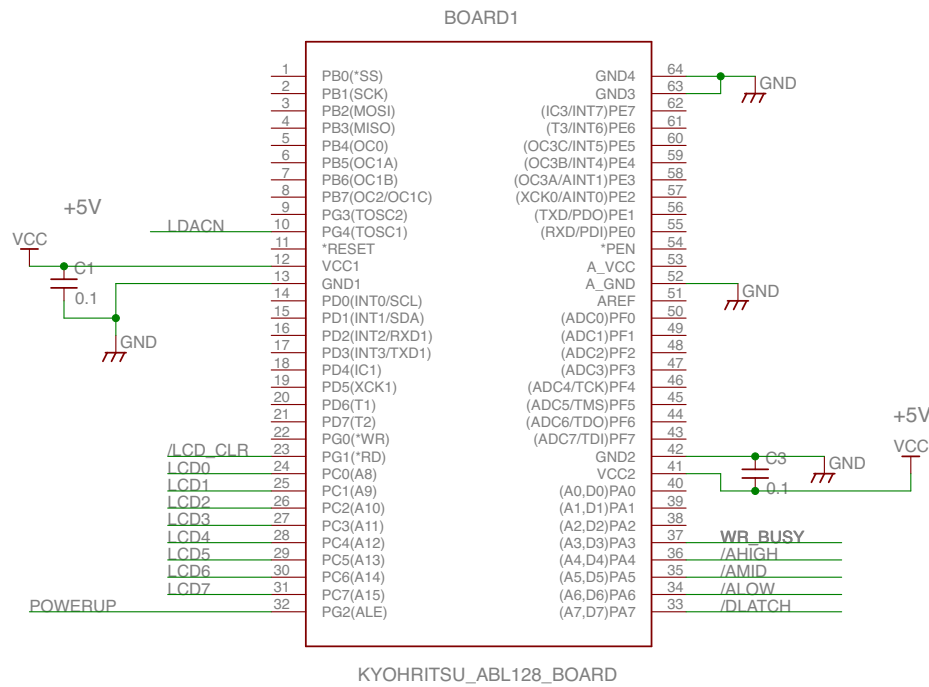 BOARD1
1 PB0(*SS) GND4 64
2 PB1(SCK) GND3 63 GND
3 PB2(MOSI) (IC3/INT7)PE7 62
4 PB3(MISO) (T3/INT6)PE6 61
5 PB4(OC0) (OC3C/INT5)PE5 60
6 PB5(OC1A) (OC3B/INT4)PE4 59
7 PB6(OC1B) (OC3A/AINT1)PE3 58
8 PB7(OC2/OC1C) (XCK0/AINT0)PE2 57
+5V 9 PG3(TOSC2) (TXD/PDO)PE1 56
LDACN 10 PG4(TOSC1) (RXD/PDI)PE0 55
VCC 11 *RESET *PEN 54
C1 12 VCC1 A_VCC 53
0.1 13 GND1 A_GND 52 GND
14 PD0(INT0/SCL) AREF 51
15 PD1(INT1/SDA) (ADC0)PF0 50
GND 16 PD2(INT2/RXD1) (ADC1)PF1 49
17 PD3(INT3/TXD1) (ADC2)PF2 48
18 PD4(IC1) (ADC3)PF3 47
19 PD5(XCK1) (ADC4/TCK)PF4 46
20 PD6(T1) (ADC5/TMS)PF5 45
21 PD7(T2) (ADC6/TDO)PF6 44 +5V
22 PG0(*WR) (ADC7/TDI)PF7 43 VCC
/LCD_CLR 23 PG1(*RD) GND2 42 C3 GND
LCD0 24 PC0(A8) VCC2 41
LCD1 25 PC1(A9) (A0,D0)PA0 40 0.1
LCD2 26 PC2(A10) (A1,D1)PA1 39
LCD3 27 PC3(A11) (A2,D2)PA2 38
LCD4 28 PC4(A12) (A3,D3)PA3 37 WR_BUSY
LCD5 29 PC5(A13) (A4,D4)PA4 36 /AHIGH
LCD6 30 PC6(A14) (A5,D5)PA5 35 /AMID
LCD7 31 PC7(A15) (A6,D6)PA6 34 /ALOW
POWERUP 32 PG2(ALE) (A7,D7)PA7 33 /DLATCH
KYOHRITSU_ABL128_BOARD